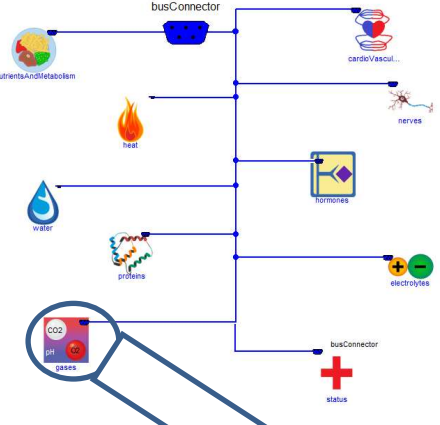 busConnector
cardioVascul...
utrientsAndMetabolism
nerves
heat
hormones
water
proteins
electrolytes
CO2
pH
O2
gases
busConnector
status